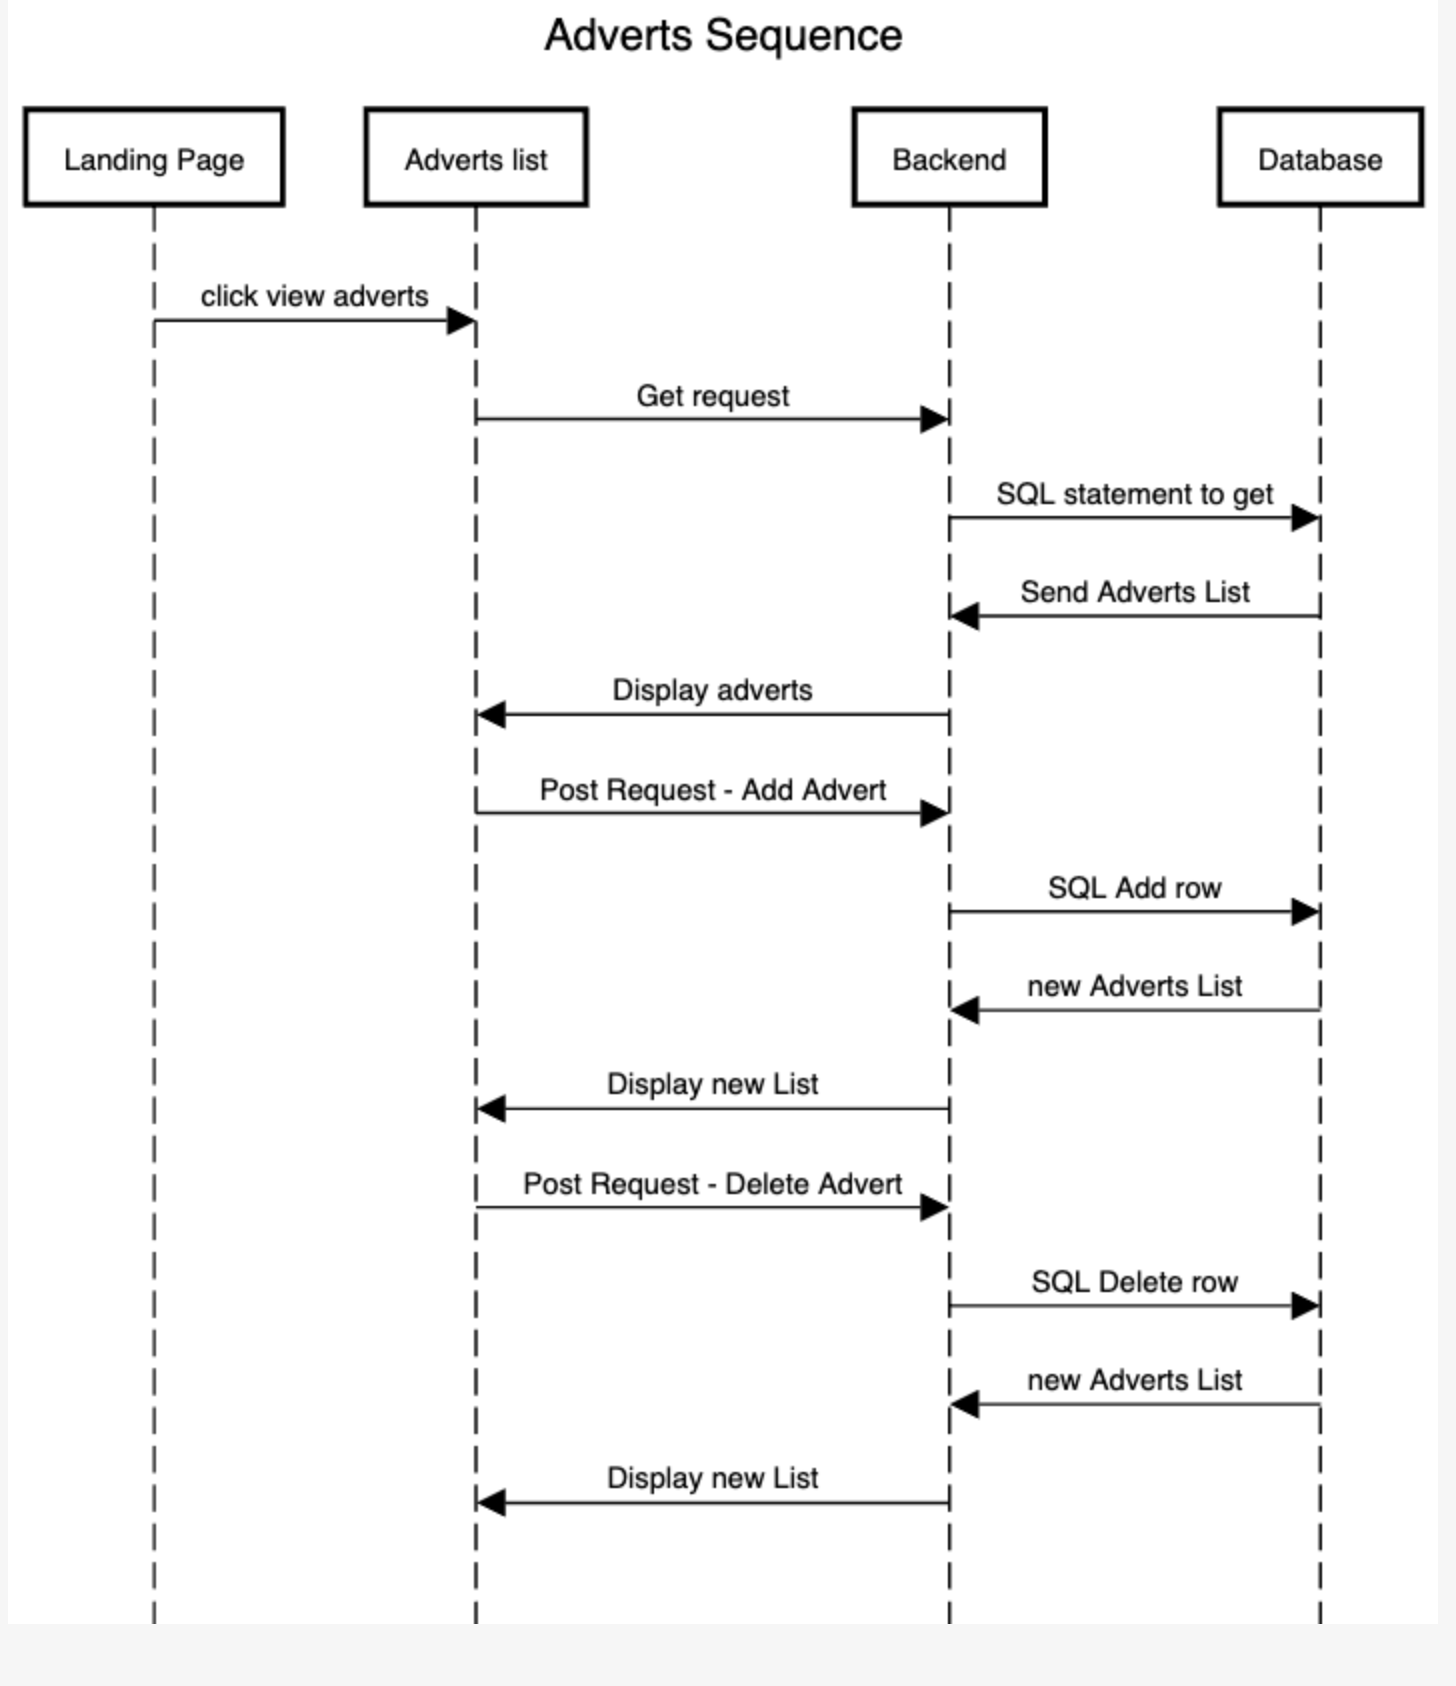 Adverts Sequence
Landing Page
Adverts list
Backend
Database
click view adverts
Get request
SQL statement to get
Send Adverts List
Display adverts
Post Request - Add Advert
SQL Add row
new Adverts List
Display new List
Post Request - Delete Advert
SQL Delete row
new Adverts List
Display new List